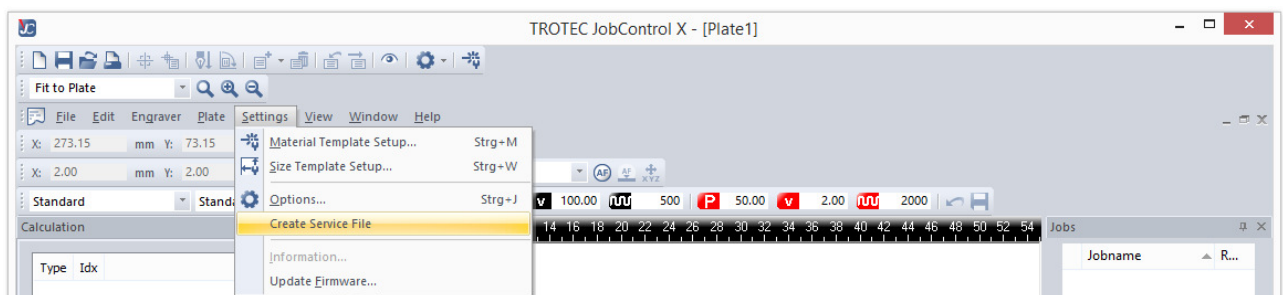 JC TROTEC JobControl X - [Plate1]
Fit to Plate
File Edit Engraver Plate Settings View Window Help
X: 273.15 mm Y: 73.15
Material Template Setup... Strg+M
X: 2.00 mm Y: 2.00
Size Template Setup... Strg+W
AF AF XYZ
Standard Standa
Options... Strg+J
V 100.00 500 P 50.00 V 2.00 2000
Calculation
Create Service File
14 16 18 20 22 24 26 28 30 32 34 36 38 40 42 44 46 48 50 52 54
Jobs
Information...
Jobname R...
Type Idx
Update Firmware...